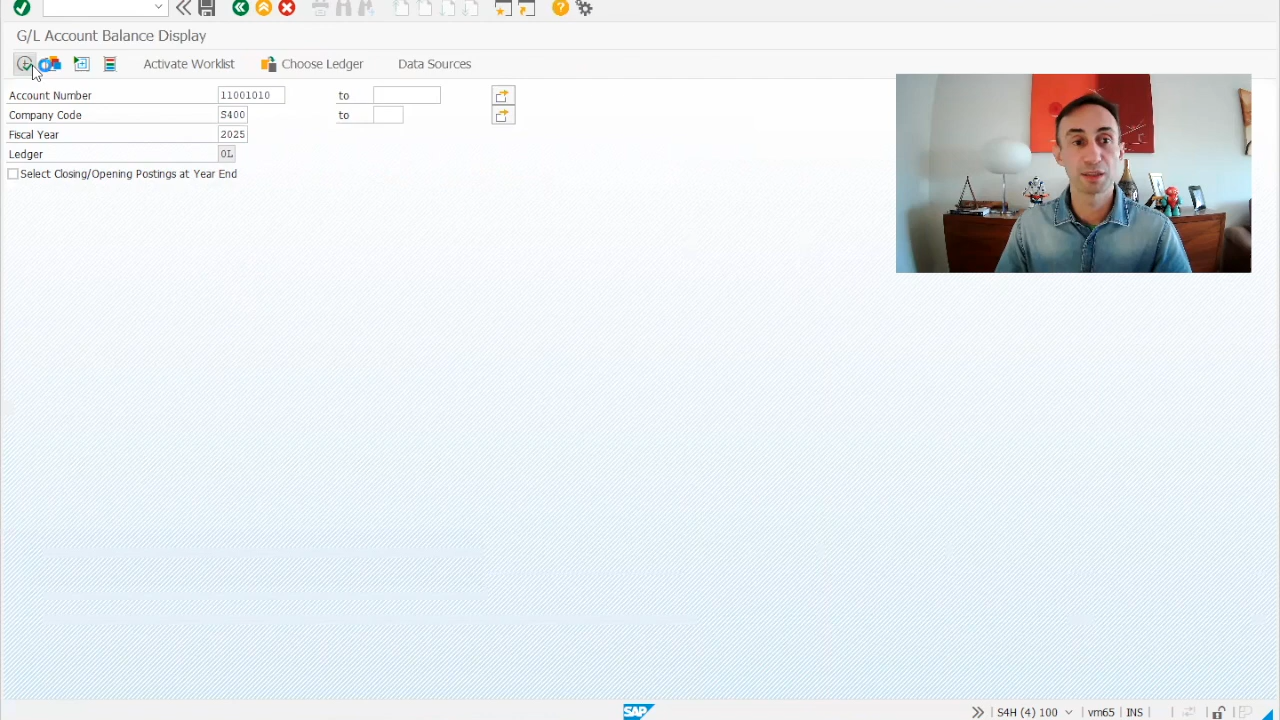 G/L Account Balance Display
Activate Worklist Choose Ledger Data Sources
Account Number 11001010 to
Company Code S400 to
Fiscal Year 2025
Ledger 0L
Select Closing/Opening Postings at Year End
SAP S4H (4) 100 vm65 INS